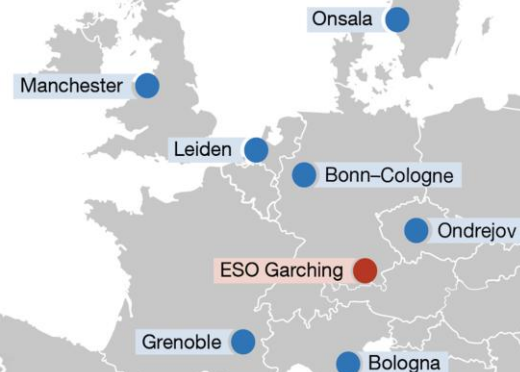 Onsala
Manchester
Leiden
Bonn–Cologne
Ondrejov
ESO Garching
Grenoble
Bologna